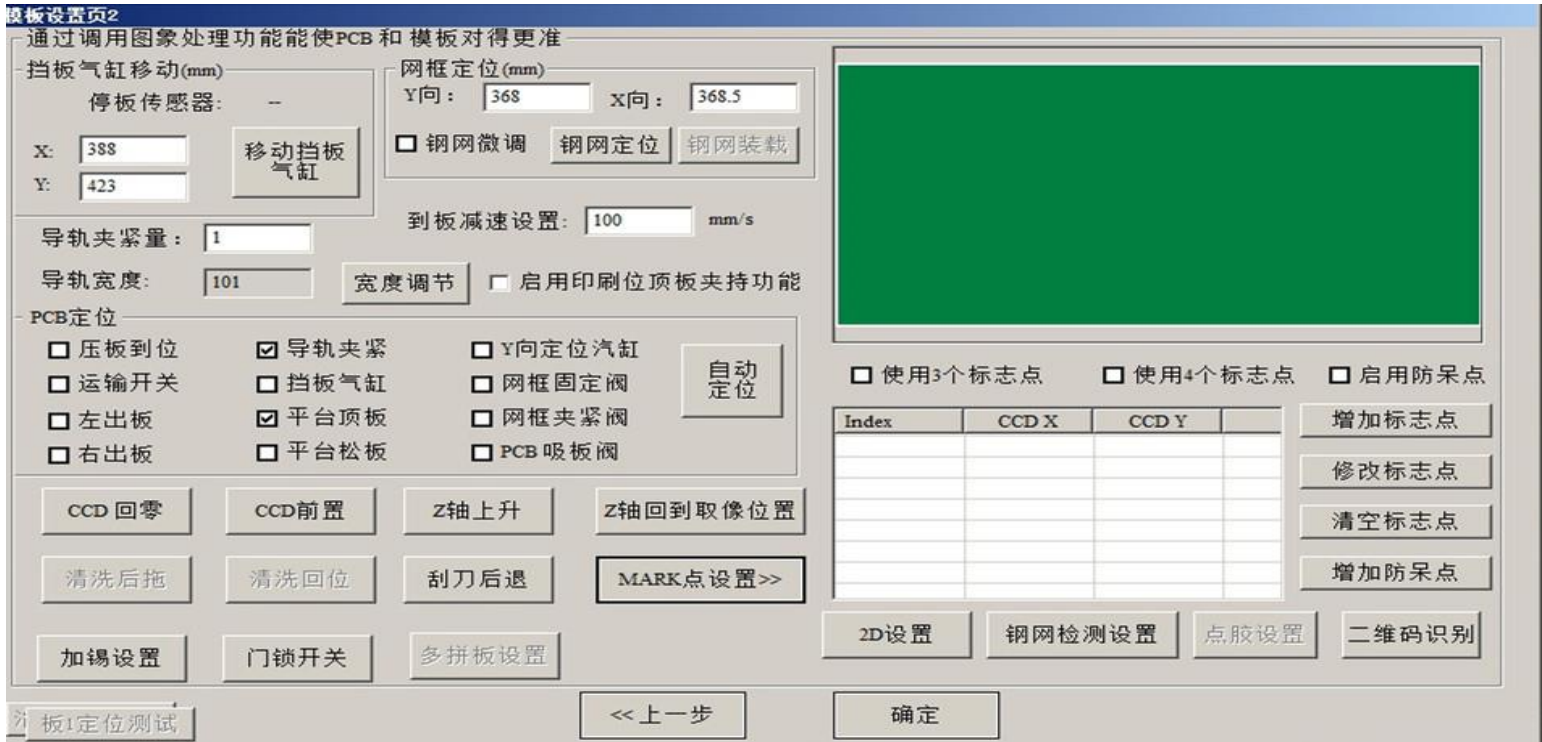 模板设置页2
通过调用图象处理功能能使PCB 和 模板对得更准
挡板气缸移动(mm)
停板传感器: --
X: 388
Y: 423
移动挡板
气缸
网框定位(mm)
Y向: 368 X向: 368.5
钢网微调 钢网定位 钢网装载
到板减速设置: 100 mm/s
导轨夹紧量: 1
导轨宽度: 101 宽度调节 启用印刷位顶板夹持功能
PCB定位
压板到位 导轨夹紧 Y向定位汽缸
运输开关 挡板气缸 网框固定阀
左出板 平台顶板 网框夹紧阀
右出板 平台松板 PCB 吸板阀
自动
定位
CCD 回零 CCD前置 Z轴上升 Z轴回到取像位置
清洗后拖 清洗回位 刮刀后退 MARK点设置>>
加锡设置 门锁开关 多拼板设置
使用3个标志点 使用4个标志点 启用防呆点
Index CCD X CCD Y
增加标志点
修改标志点
清空标志点
增加防呆点
2D设置 钢网检测设置 点胶设置 二维码识别
板1定位测试
<<上一步 确定